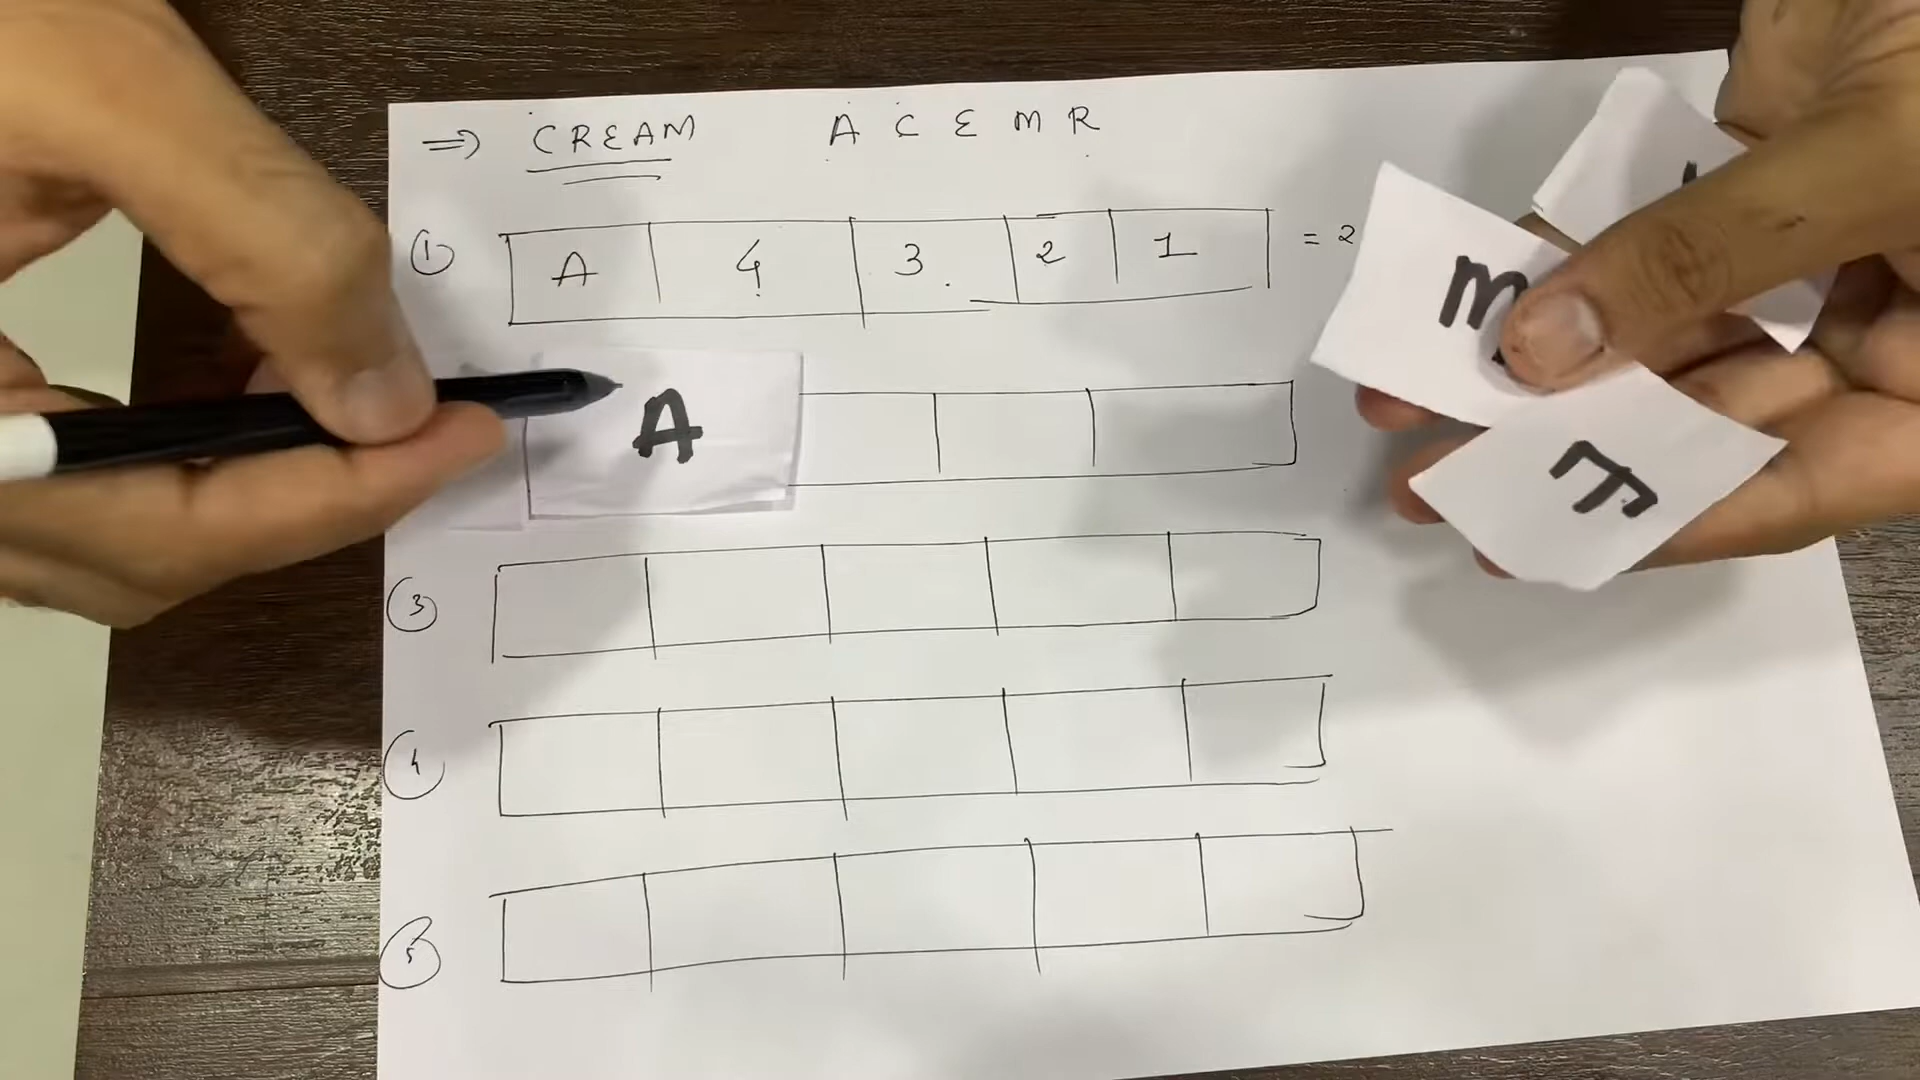 ⇒ CREAM A C E M R
① A 4 3 2 1 = 2
A
m
E
③
④
⑤